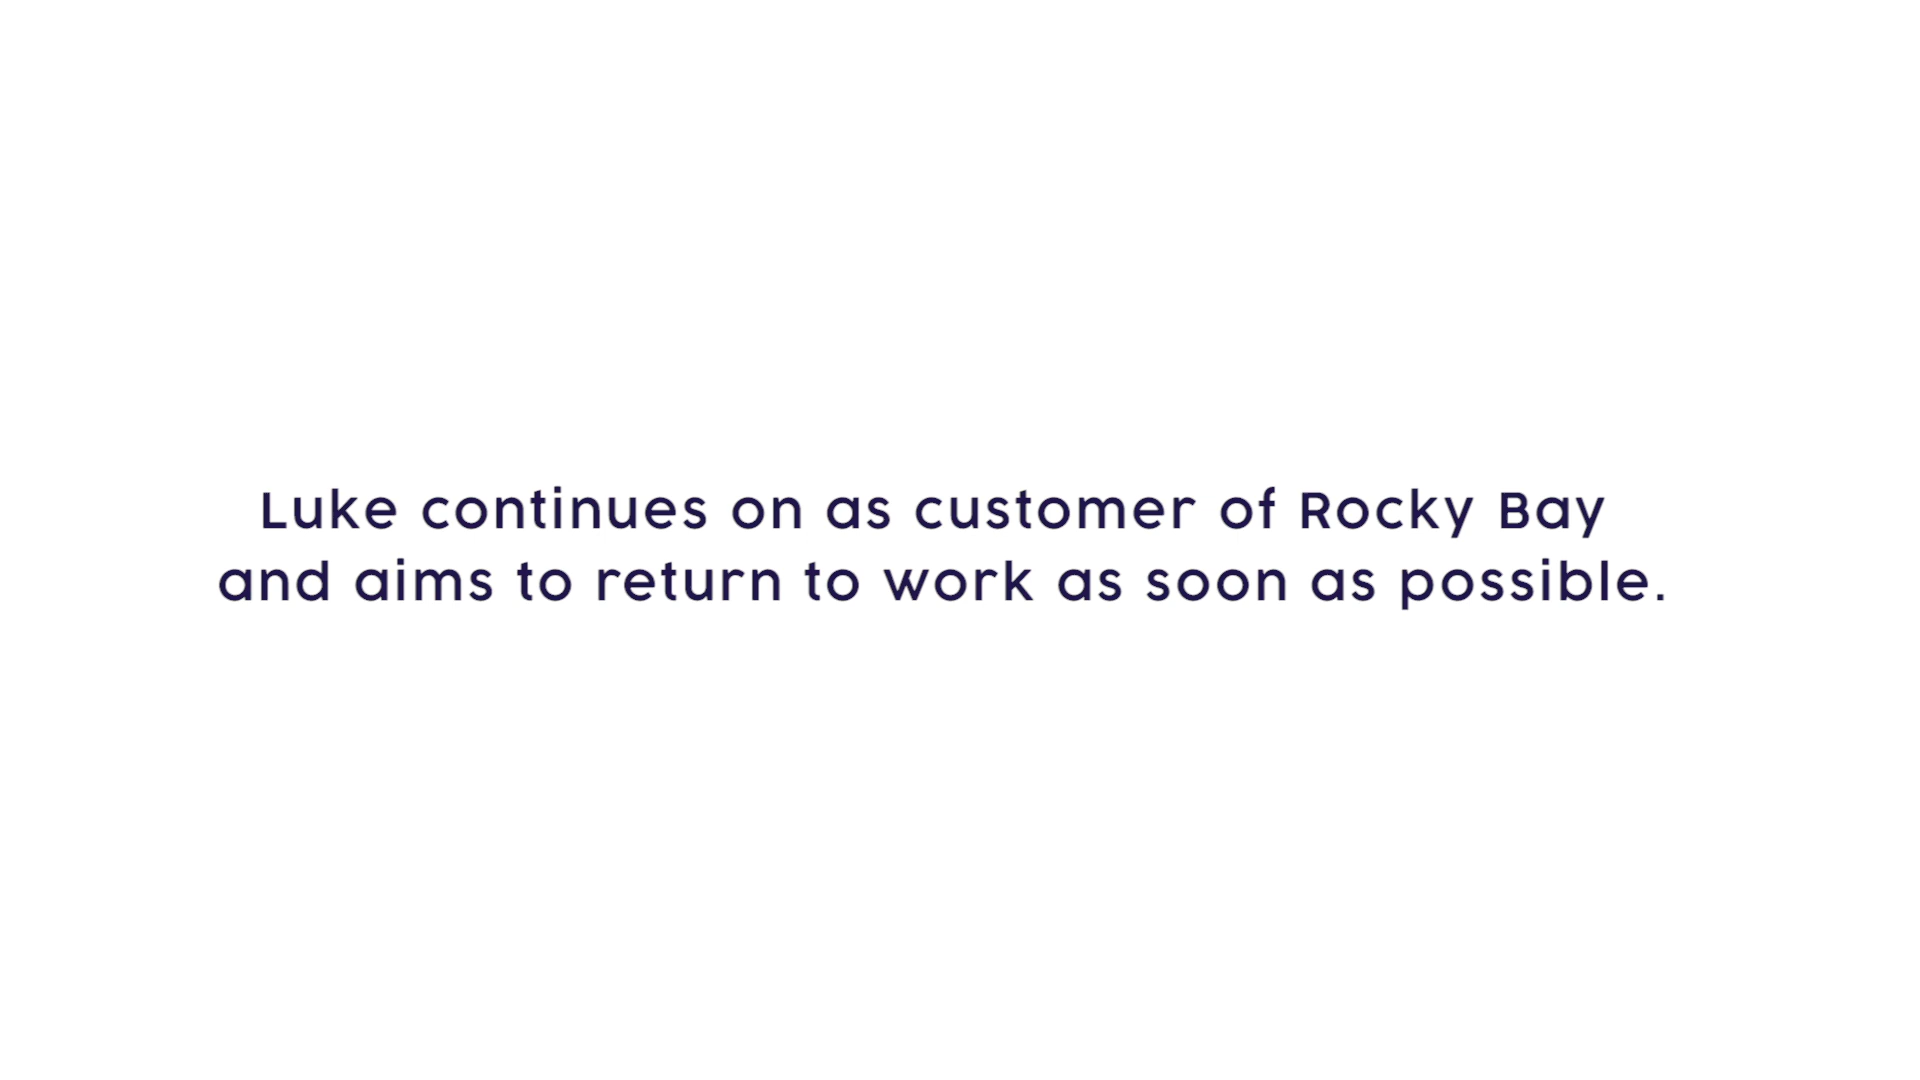 Luke continues on as customer of Rocky Bay
and aims to return to work as soon as possible.